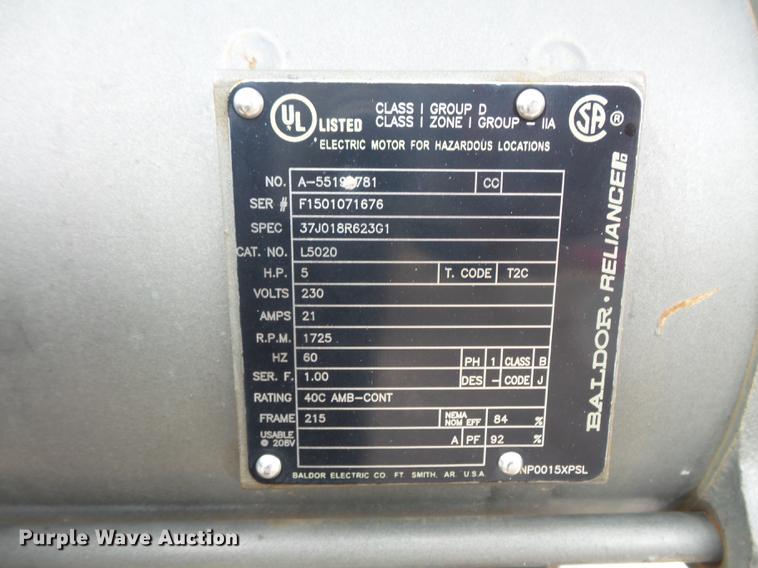 UL LISTED
CLASS I GROUP D
CLASS I ZONE I GROUP - IIA
ELECTRIC MOTOR FOR HAZARDOUS LOCATIONS
SA ®
NO. CC
SER # F1501071676
SPEC 37J018R623G1
CAT. NO. L5020
H.P. 5 T. CODE T2C
VOLTS 230
AMPS 21
R.P.M. 1725
HZ 60 PH 1 CLASS B
SER. F. 1.00 DES - CODE J
RATING 40C AMB-CONT
FRAME 215 NEMA NOM EFF 84 %
USABLE @ 208V A PF 92 %
BALDOR ELECTRIC CO. FT. SMITH, AR. U.S.A.
NP0015XPSL
BALDOR · RELIANCE
Purple Wave Auction